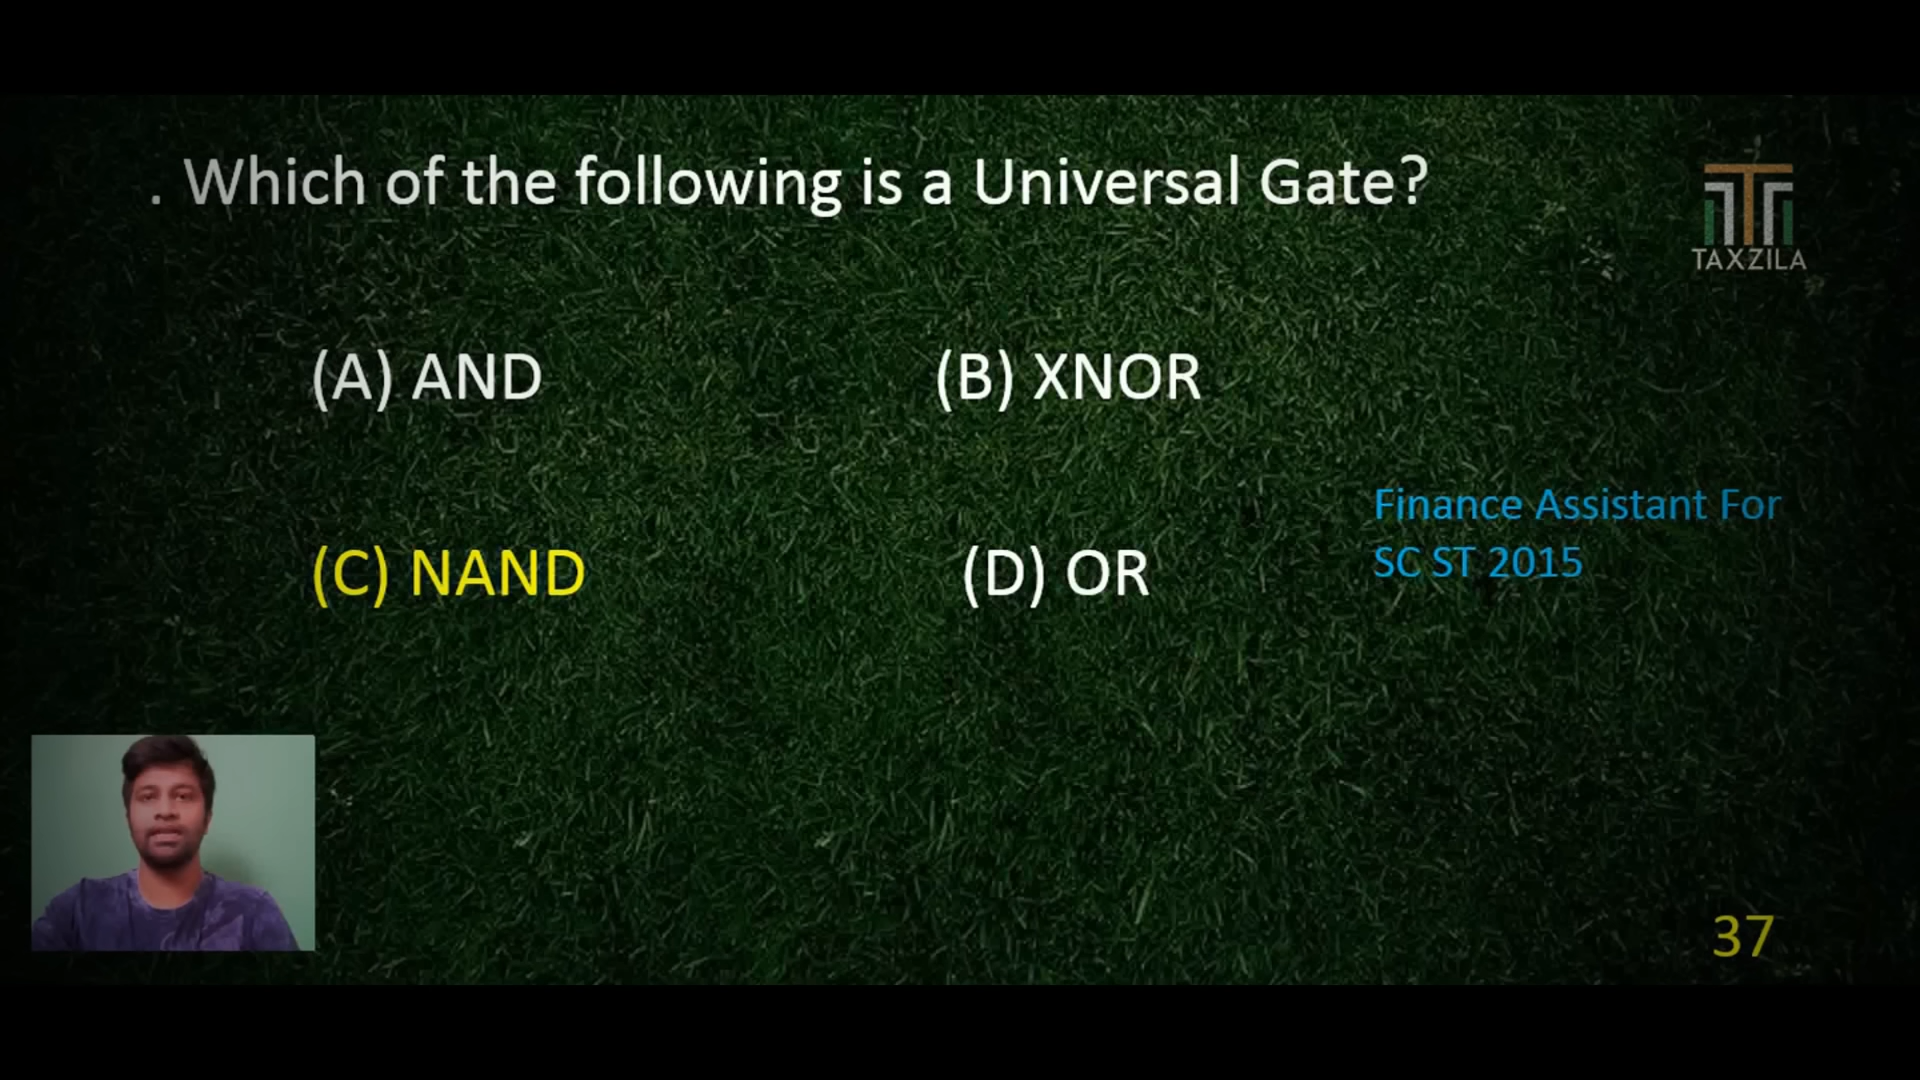 . Which of the following is a Universal Gate?
TAXZILA
(A) AND
(B) XNOR
Finance Assistant For
SC ST 2015
(C) NAND
(D) OR
37